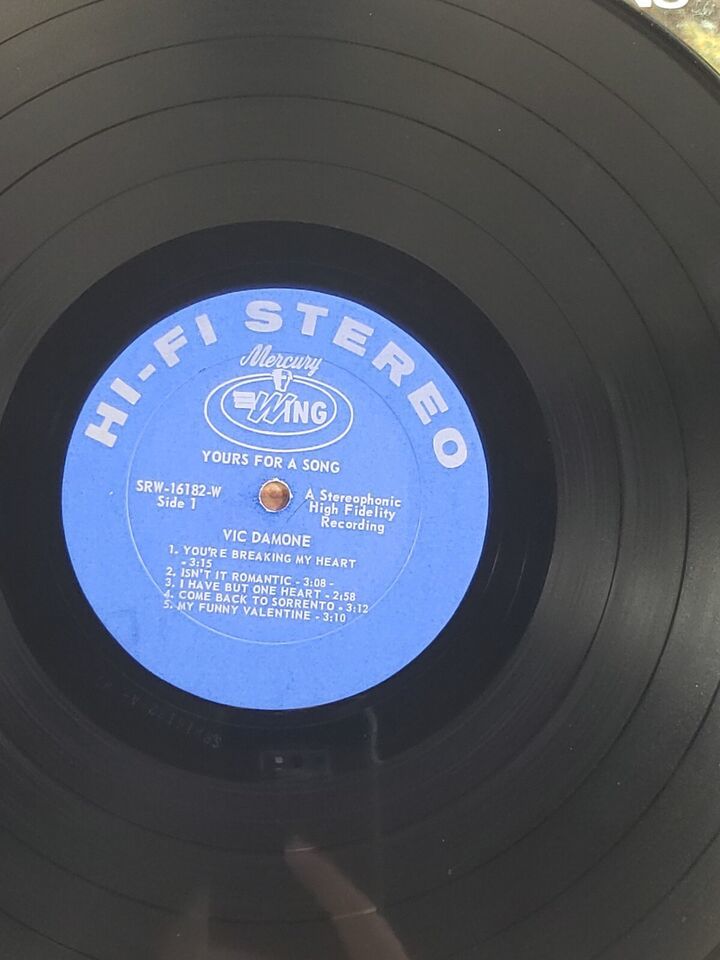 HI-FI STEREO
Mercury
WING
YOURS FOR A SONG
SRW-16182-W
Side 1
A Stereophonic
High Fidelity
Recording
VIC DAMONE
1. YOU'RE BREAKING MY HEART
- 3:15
2. ISN'T IT ROMANTIC - 3:08 -
3. I HAVE BUT ONE HEART - 2:58
4. COME BACK TO SORRENTO - 3:12
5. MY FUNNY VALENTINE - 3:10